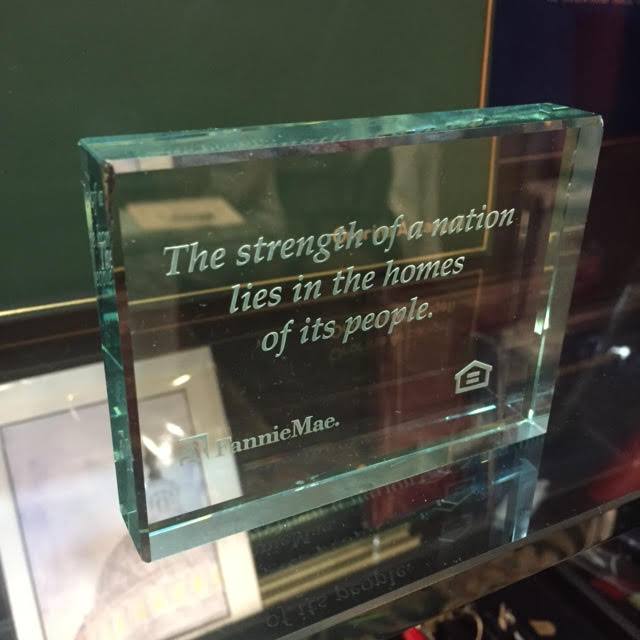 The strength of a nation
lies in the homes
of its people.
FannieMae.